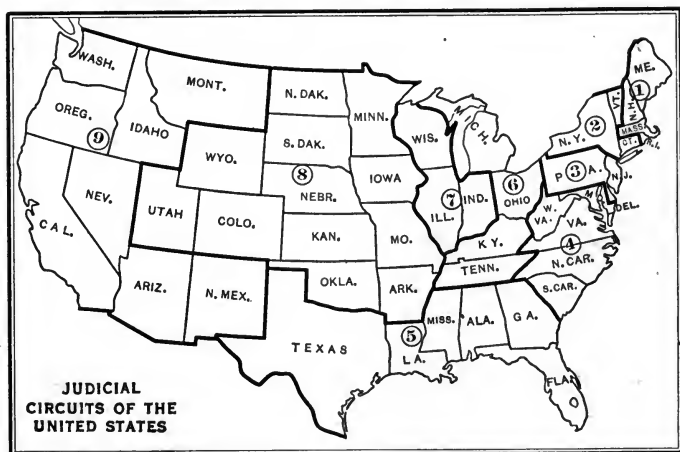 WASH.
MONT.
N. DAK.
MINN.
ME.
VT.
N.H.
1
OREG.
9
IDAHO
S. DAK.
WIS.
MICH.
N.Y.
2
MASS.
CT.
R.I.
WYO.
8
NEBR.
IOWA
7
ILL.
IND.
6
OHIO
P 3 A.
N.J.
NEV.
UTAH
COLO.
KAN.
MO.
KY.
W.
VA.
VA.
MD.
DEL.
CAL.
4
N. CAR.
TENN.
S. CAR.
ARIZ.
N. MEX.
OKLA.
ARK.
MISS.
ALA.
GA.
TEXAS
5
LA.
FLA.
JUDICIAL
CIRCUITS OF THE
UNITED STATES